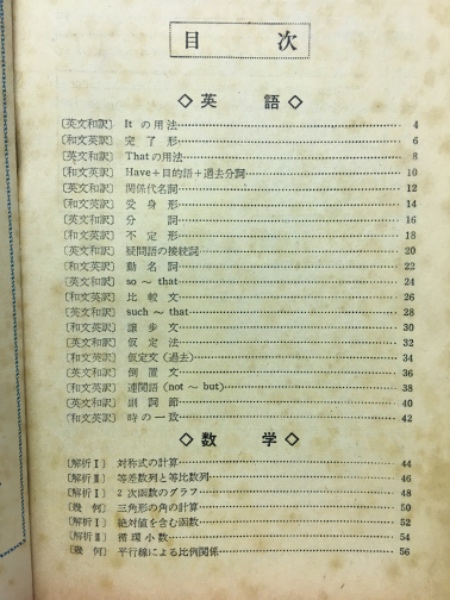 目 次
◇ 英 語 ◇
〔英文和訳〕 It の用法 4
〔和文英訳〕 完了形 6
〔英文和訳〕 That の用法 8
〔和文英訳〕 Have+目的語+過去分詞 10
〔英文和訳〕 関係代名詞 12
〔和文英訳〕 受身形 14
〔英文和訳〕 分 詞 16
〔和文英訳〕 不定形 18
〔英文和訳〕 疑問語の接続詞 20
〔和文英訳〕 動名詞 22
〔英文和訳〕 so ～ that 24
〔和文英訳〕 比較文 26
〔英文和訳〕 such ～ that 28
〔和文英訳〕 譲歩文 30
〔英文和訳〕 仮定法 32
〔和文英訳〕 仮定文(過去) 34
〔英文和訳〕 倒置文 36
〔和文英訳〕 連関語 (not ～ but) 38
〔英文和訳〕 副詞節 40
〔和文英訳〕 時の一致 42
◇ 数 学 ◇
〔解析Ⅰ〕 対称式の計算 44
〔解析Ⅱ〕 等差数列と等比数列 46
〔解析Ⅰ〕 2次函数のグラフ 48
〔幾 何〕 三角形の角の計算 50
〔解析Ⅰ〕 絶対値を含む函数 52
〔解析Ⅱ〕 循環小数 54
〔幾 何〕 平行線による比例関係 56